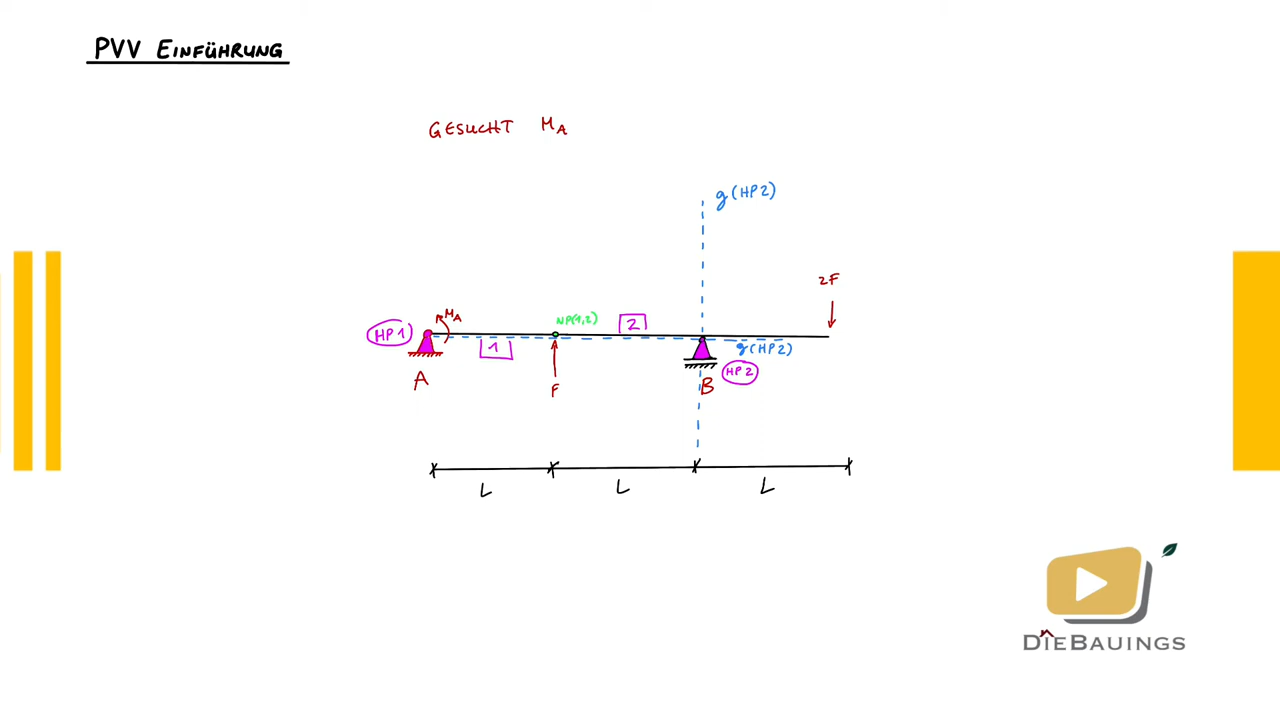 PVV EINFÜHRUNG
GESUCHT MA
g(HP2)
2F
MA
NP(1,2)
2
HP1
1
g(HP2)
HP2
A
F
B
L
L
L
DIEBAUINGS